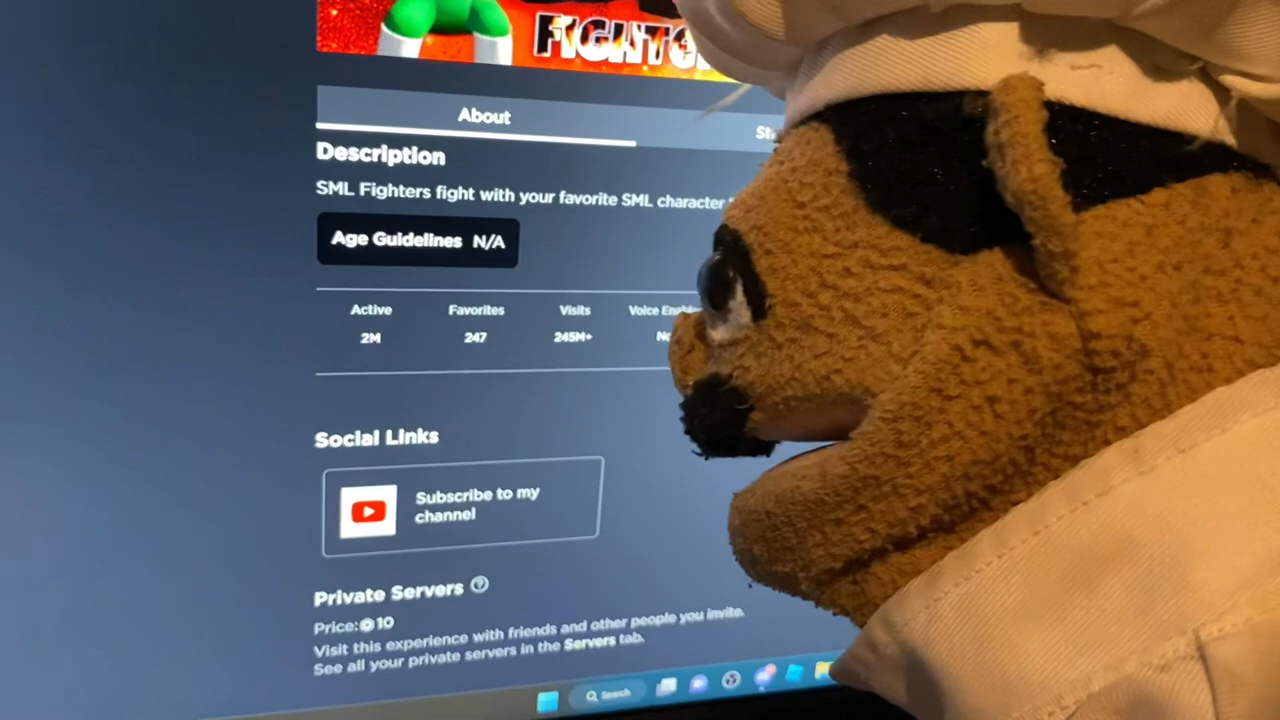 About
Description
SML Fighters fight with your favorite SML character
Age Guidelines N/A
Active Favorites Visits Voice
2M 247 245M+
Social Links
Subscribe to my
channel
Private Servers
Price: 10
Visit this experience with friends and other people you invite.
See all your private servers in the Servers tab.
Search